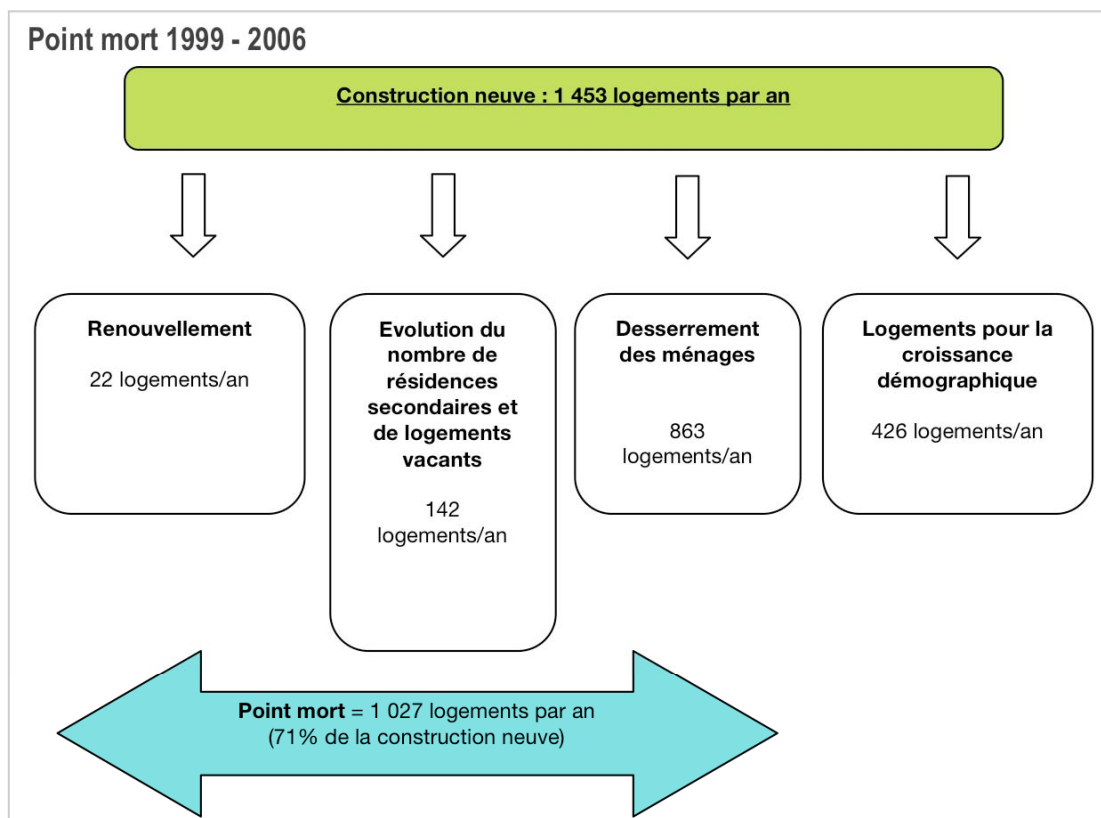 Point mort 1999 - 2006
Construction neuve : 1 453 logements par an
Renouvellement
22 logements/an
Evolution du
nombre de
résidences
secondaires et
de logements
vacants
142
logements/an
Desserrement
des ménages
863
logements/an
Logements pour la
croissance
démographique
426 logements/an
Point mort = 1 027 logements par an
(71% de la construction neuve)